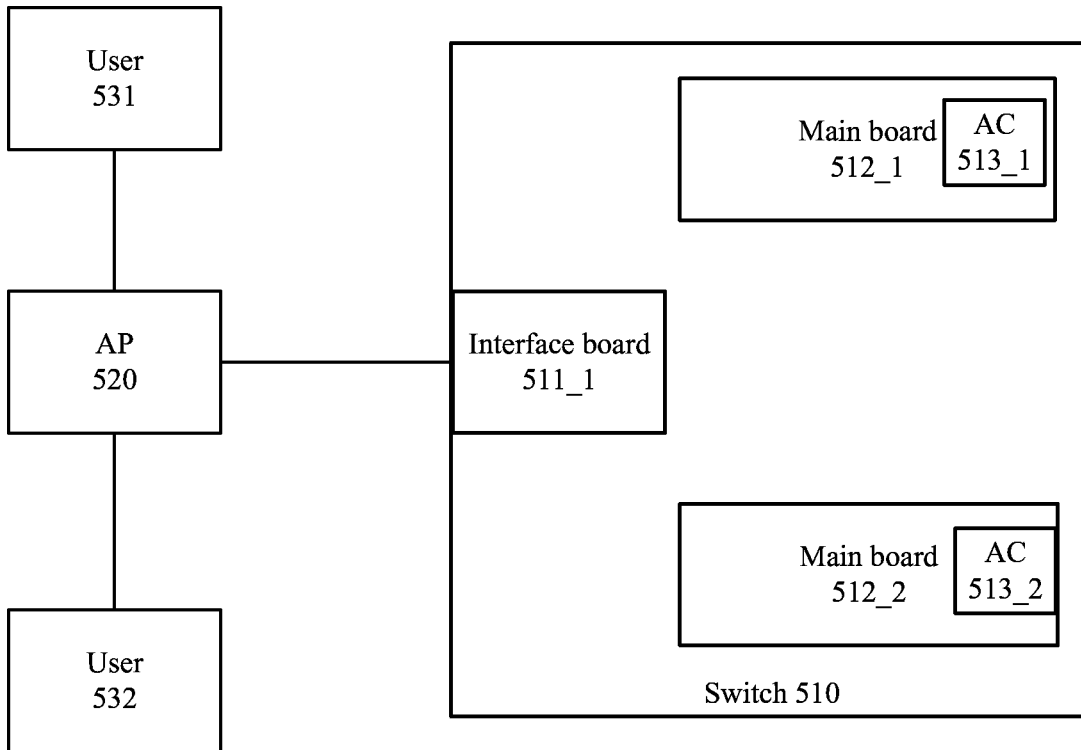 User
531
Main board
512_1
AC
513_1
AP
520
Interface board
511_1
Main board
512_2
AC
513_2
User
532
Switch 510